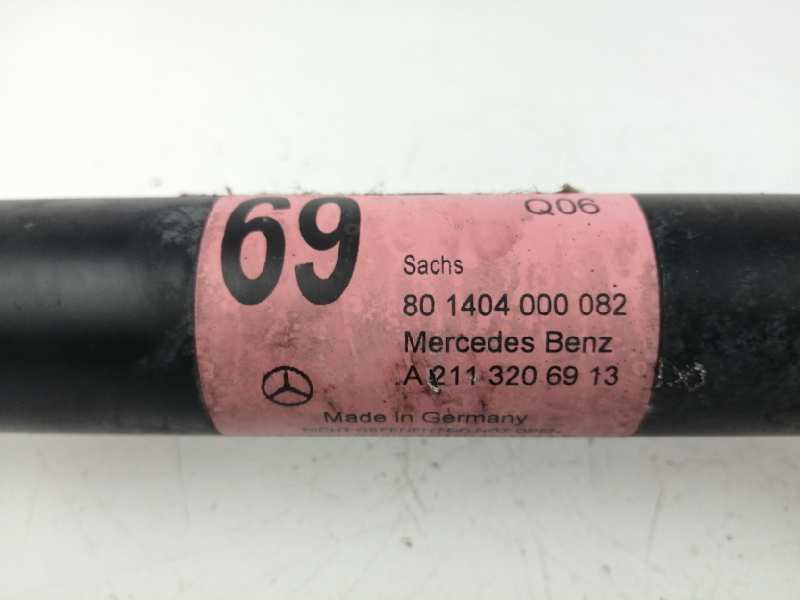 69
Q06
Sachs
80 1404 000 082
Mercedes Benz
A 211 320 69 13
Made in Germany